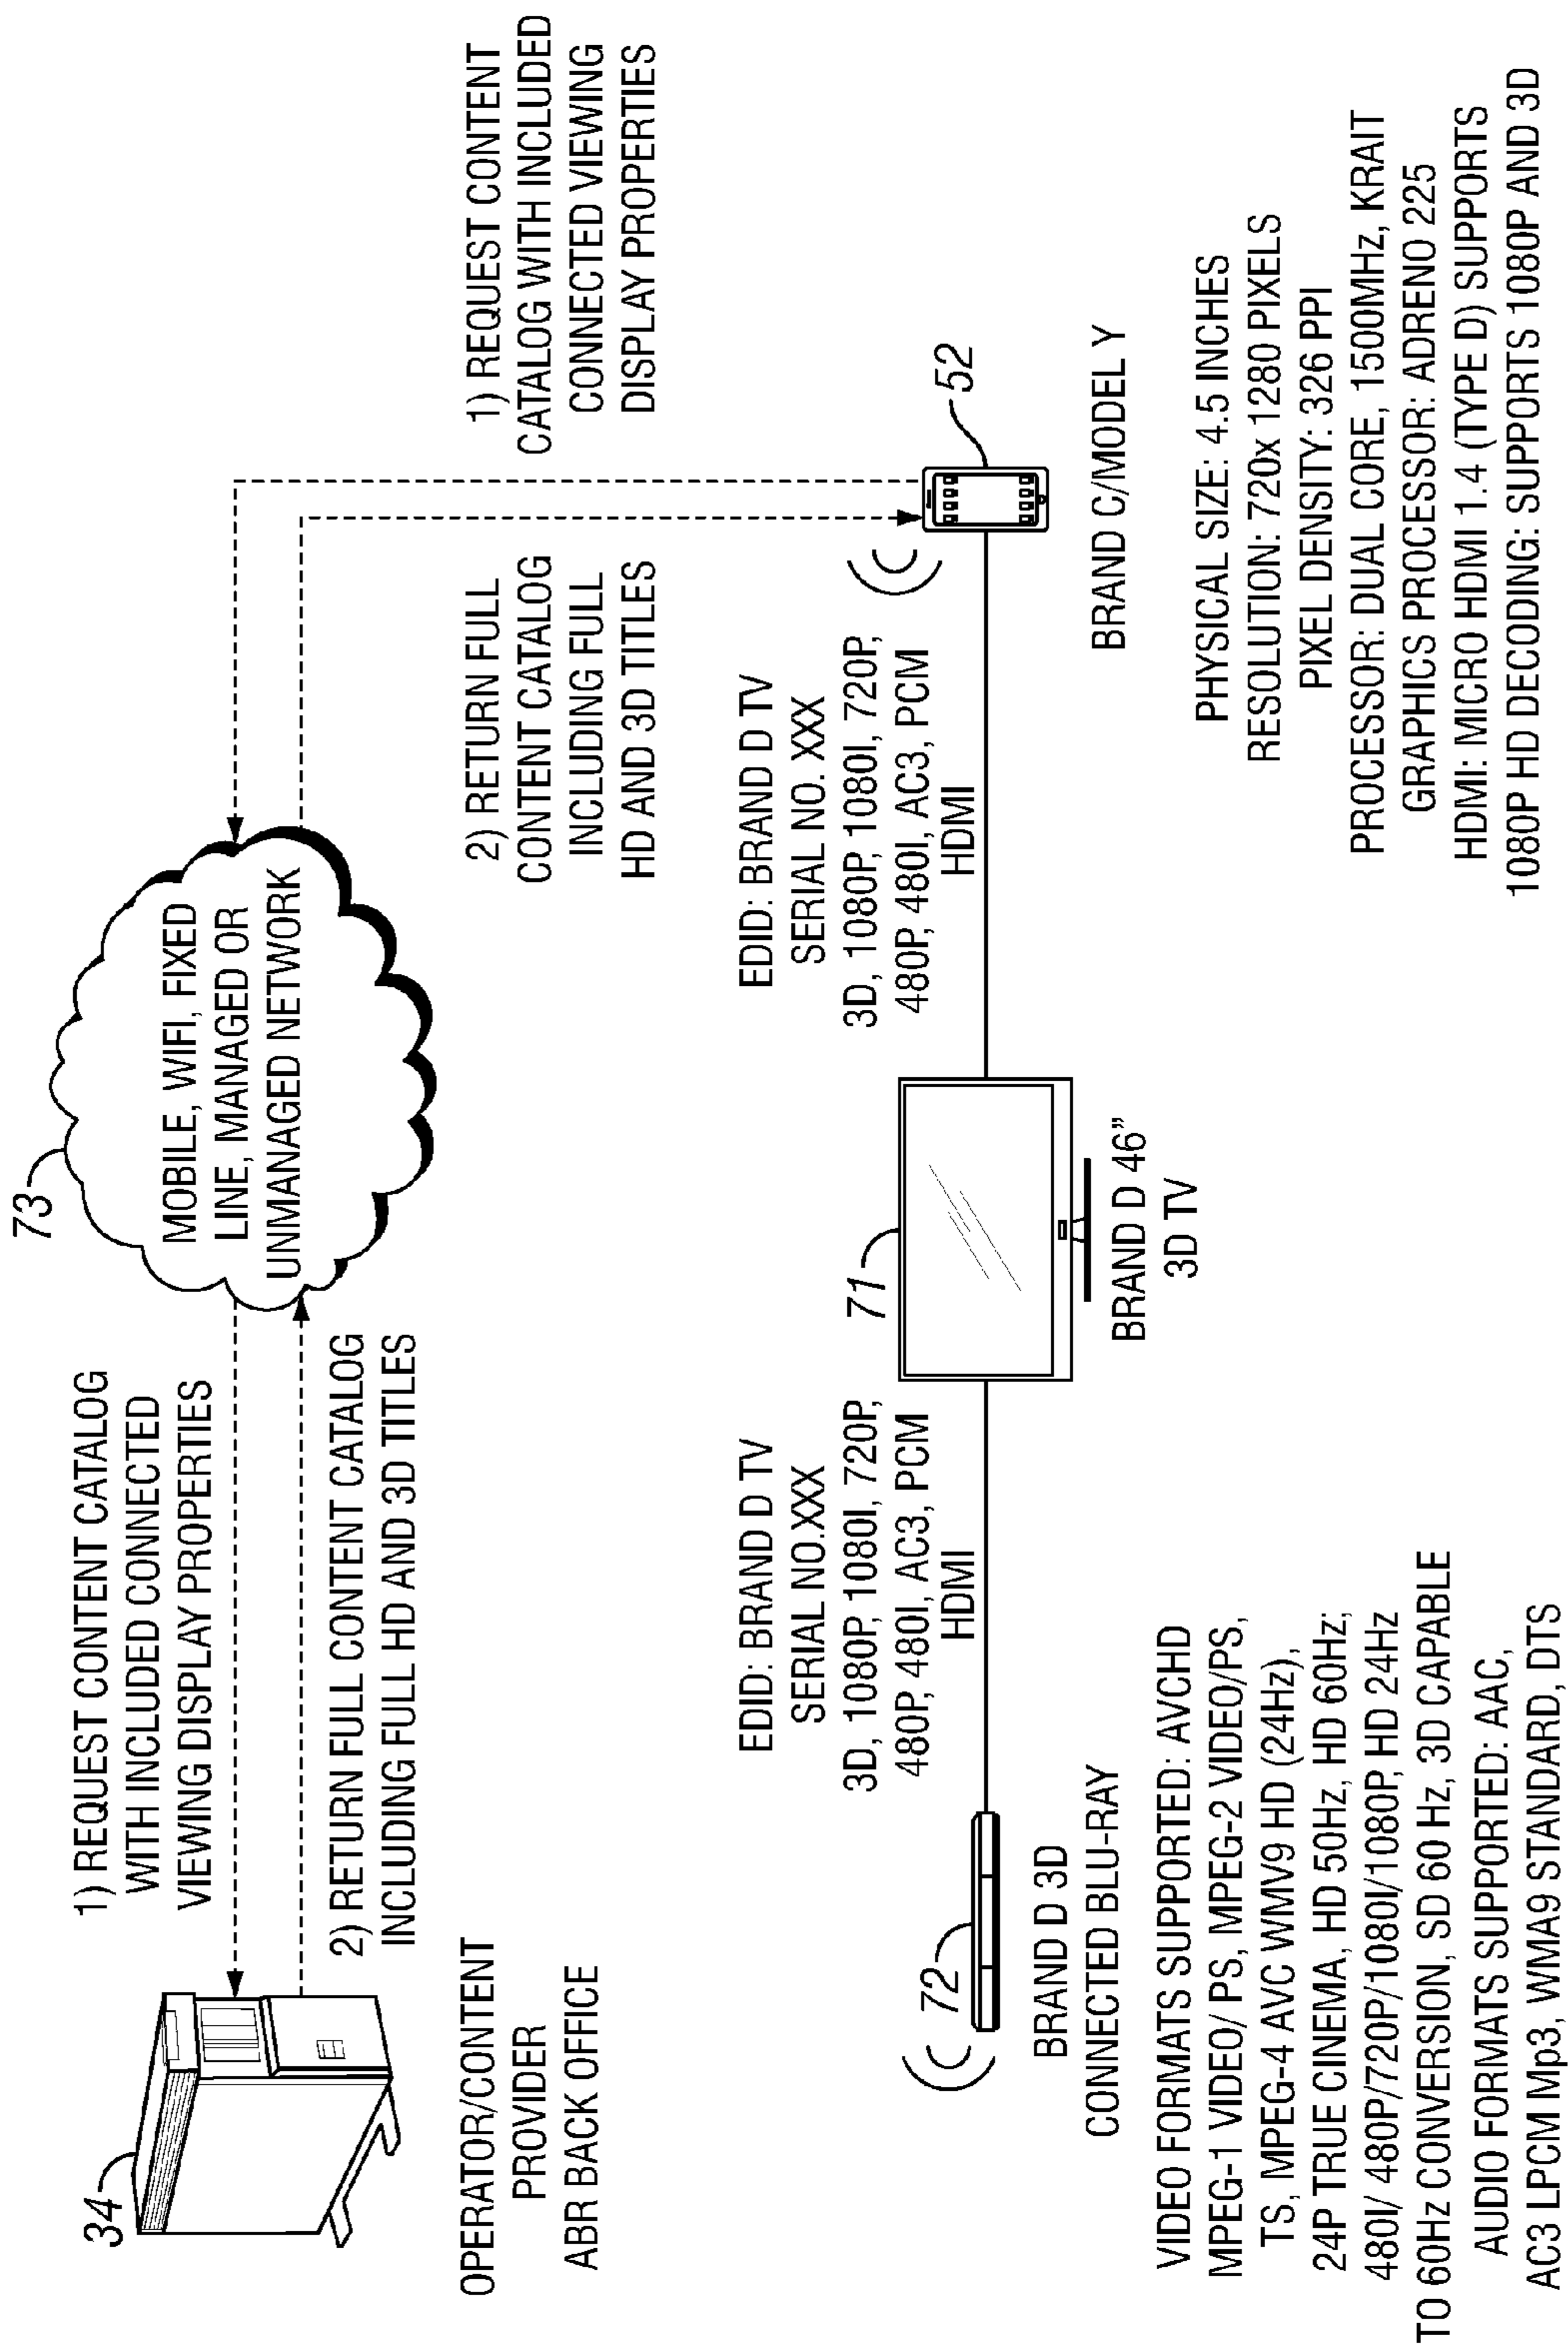 73
MOBILE, WIFI, FIXED
LINE, MANAGED OR
UNMANAGED NETWORK
34
OPERATOR/CONTENT
PROVIDER
ABR BACK OFFICE
1) REQUEST CONTENT CATALOG
WITH INCLUDED CONNECTED
VIEWING DISPLAY PROPERTIES
2) RETURN FULL CONTENT CATALOG
INCLUDING FULL HD AND 3D TITLES
1) REQUEST CONTENT
CATALOG WITH INCLUDED
CONNECTED VIEWING
DISPLAY PROPERTIES
2) RETURN FULL
CONTENT CATALOG
INCLUDING FULL
HD AND 3D TITLES
EDID: BRAND D TV
SERIAL NO.XXX
3D, 1080P, 1080I, 720P,
480P, 480I, AC3, PCM
HDMI
71
BRAND D 46”
3D TV
EDID: BRAND D TV
SERIAL NO. XXX
3D, 1080P, 1080I, 720P,
480P, 480I, AC3, PCM
HDMI
52
72
BRAND D 3D
CONNECTED BLU-RAY
VIDEO FORMATS SUPPORTED: AVCHD
MPEG-1 VIDEO/ PS, MPEG-2 VIDEO/PS,
TS, MPEG-4 AVC WMV9 HD (24Hz),
24P TRUE CINEMA, HD 50Hz, HD 60Hz;
480I/ 480P/720P/1080I/1080P, HD 24Hz
TO 60Hz CONVERSION, SD 60 Hz, 3D CAPABLE
AUDIO FORMATS SUPPORTED: AAC,
AC3 LPCM Mp3, WMA9 STANDARD, DTS
BRAND C/MODEL Y
PHYSICAL SIZE: 4.5 INCHES
RESOLUTION: 720x 1280 PIXELS
PIXEL DENSITY: 326 PPI
PROCESSOR: DUAL CORE, 1500MHz, KRAIT
GRAPHICS PROCESSOR: ADRENO 225
HDMI: MICRO HDMI 1.4 (TYPE D) SUPPORTS
1080P HD DECODING: SUPPORTS 1080P AND 3D